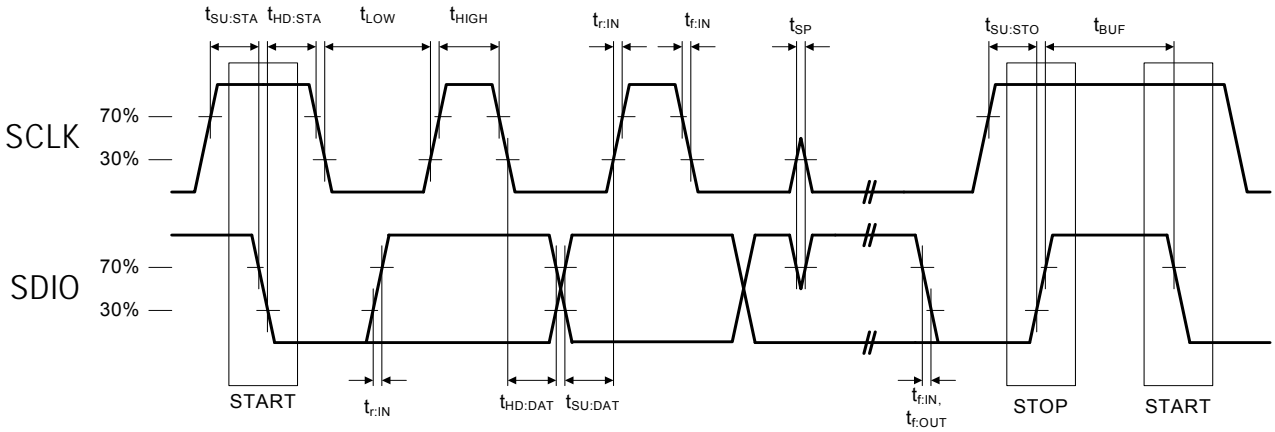 tSU:STA tHD:STA tLOW tHIGH tr:IN tf:IN tSP tSU:STO tBUF
SCLK
70%
30%
SDIO
70%
30%
START
tr:IN
tHD:DAT tSU:DAT
tf:IN,
tf:OUT
STOP
START